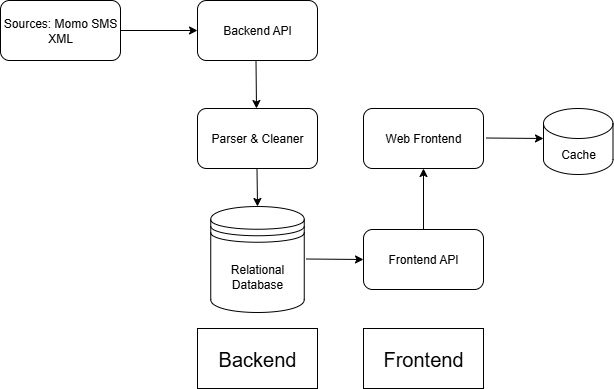 Sources: Momo SMS
XML
Backend API
Parser & Cleaner
Web Frontend
Cache
Relational
Database
Frontend API
Backend
Frontend